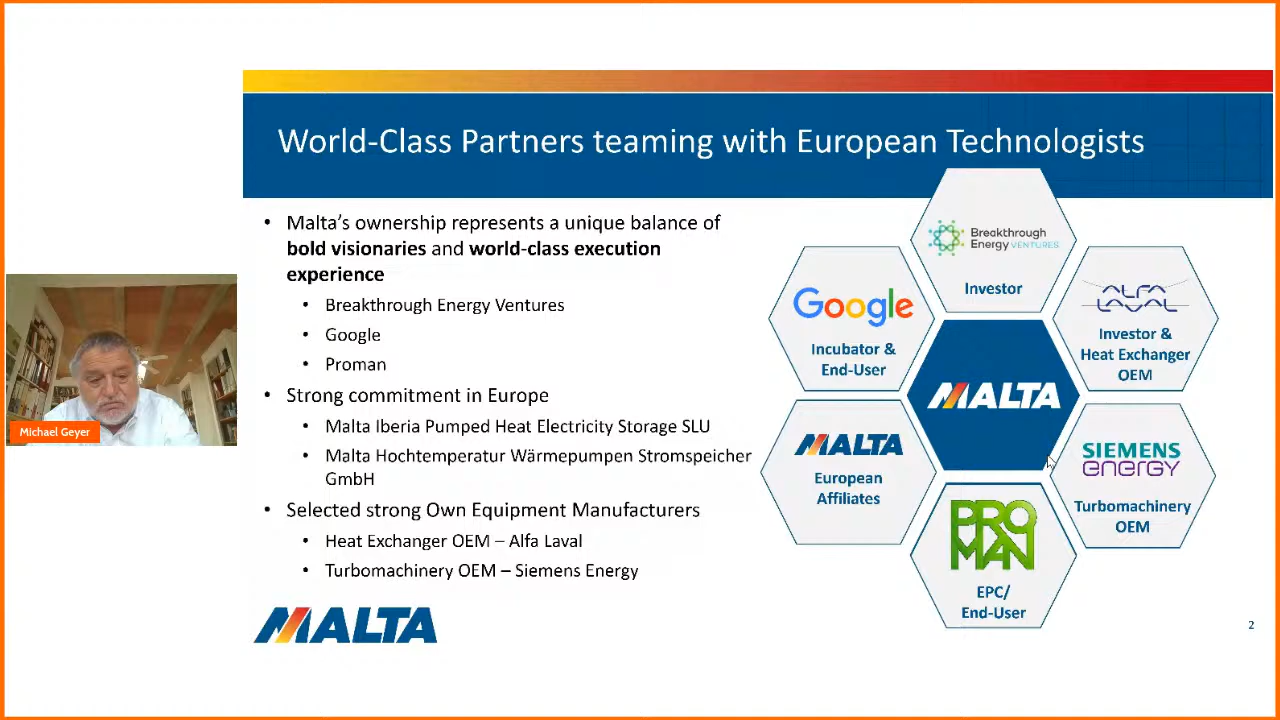 World-Class Partners teaming with European Technologists
• Malta's ownership represents a unique balance of
bold visionaries and world-class execution
experience
• Breakthrough Energy Ventures
• Google
• Proman
• Strong commitment in Europe
• Malta Iberia Pumped Heat Electricity Storage SLU
• Malta Hochtemperatur Wärmepumpen Stromspeicher
GmbH
• Selected strong Own Equipment Manufacturers
• Heat Exchanger OEM – Alfa Laval
• Turbomachinery OEM – Siemens Energy
MALTA
Breakthrough
Energy VENTURES
Investor
Google
Incubator &
End-User
ALFA
LAVAL
Investor &
Heat Exchanger
OEM
MALTA
MALTA
European
Affiliates
SIEMENS
energy
Turbomachinery
OEM
PRO
MAN
EPC/
End-User
2
Michael Geyer